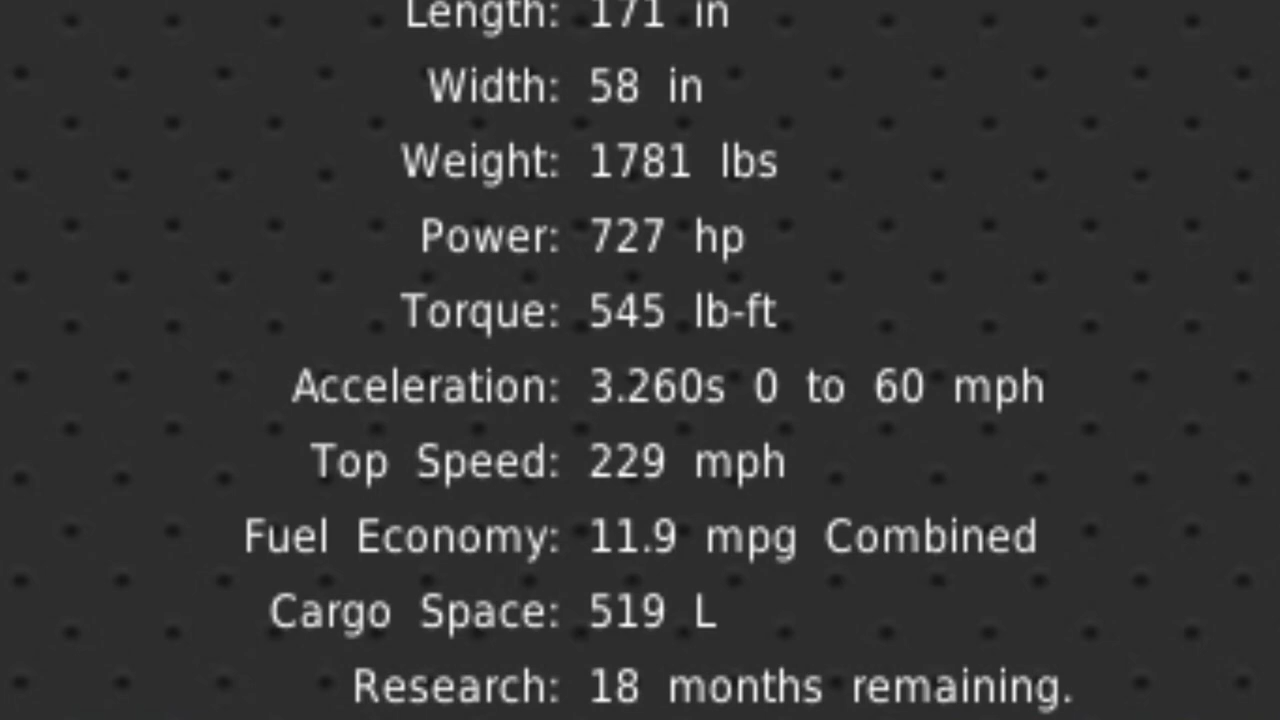 Length: 171 in
Width: 58 in
Weight: 1781 lbs
Power: 727 hp
Torque: 545 lb-ft
Acceleration: 3.260s 0 to 60 mph
Top Speed: 229 mph
Fuel Economy: 11.9 mpg Combined
Cargo Space: 519 L
Research: 18 months remaining.